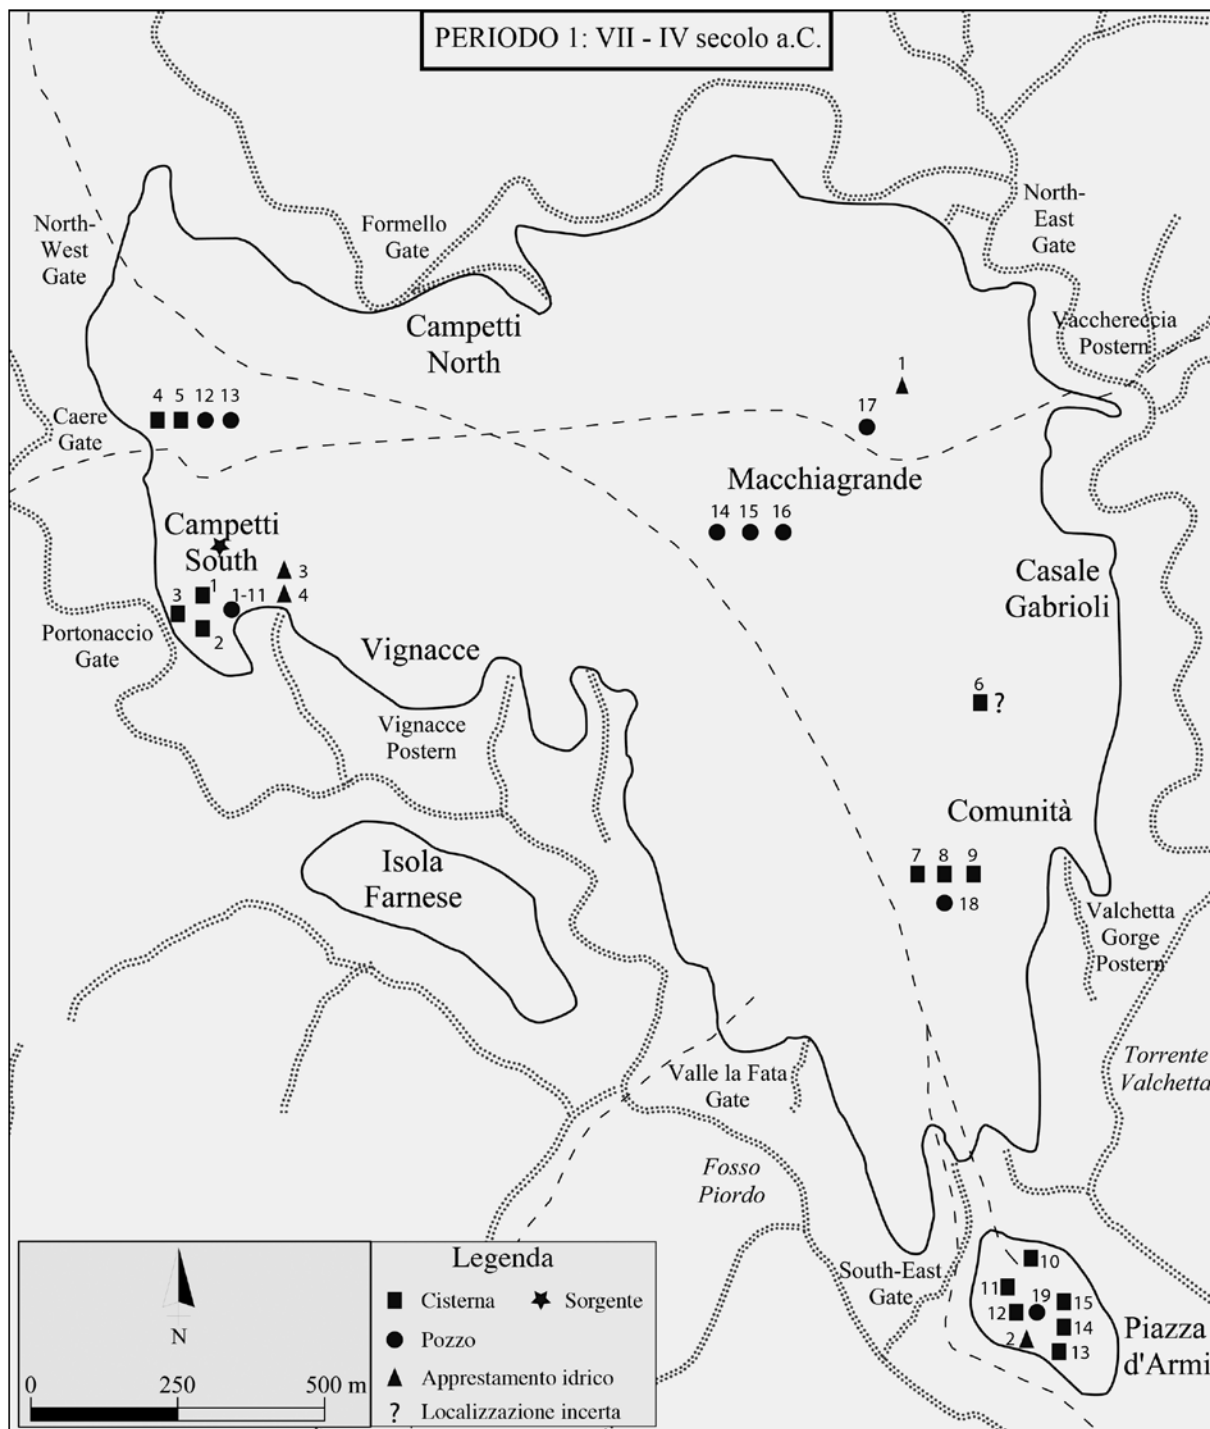 PERIODO 1: VII - IV secolo a.C.
North-
West
Gate
Formello
Gate
North-
East
Gate
Campetti
North
Vacchereccia
Postern
1
4 5 12 13
17
Caere
Gate
Macchiagrande
14 15 16
Campetti
South
3
4
1
3
1-11
2
Casale
Gabrioli
Portonaccio
Gate
Vignacce
6
?
Vignacce
Postern
Comunità
7 8 9
18
Isola
Farnese
Valchetta
Gorge
Postern
Valle la Fata
Gate
Torrente
Valchetta
Fosso
Piordo
South-East
Gate
10
11
19
15
12
14
2
13
Piazza
d'Armi
N
0 250 500 m
Legenda
Cisterna Sorgente
Pozzo
Apprestamento idrico
? Localizzazione incerta